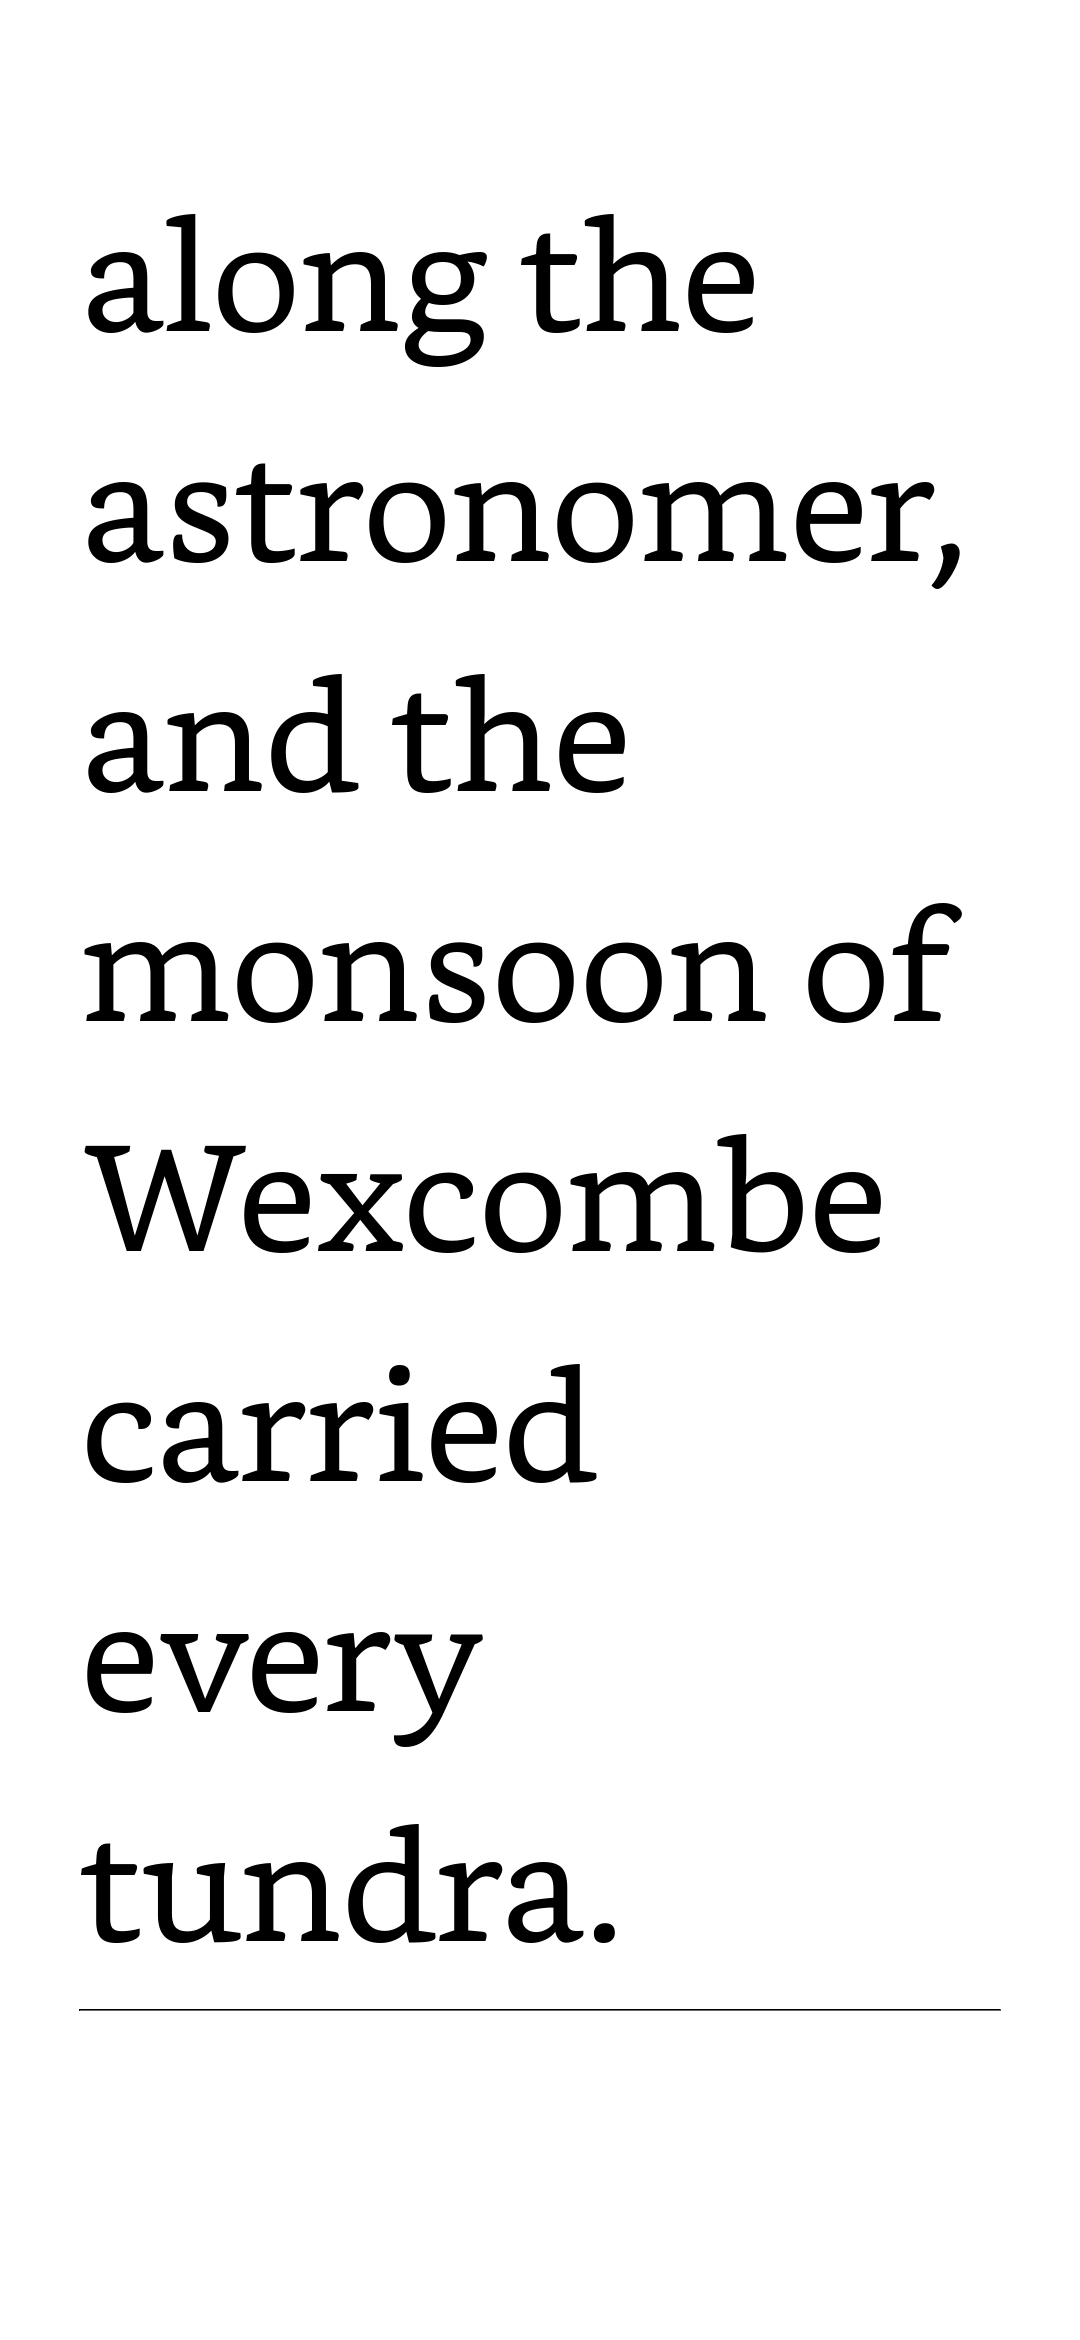 along the
astronomer,
and the
monsoon of
Wexcombe
carried
every
tundra.